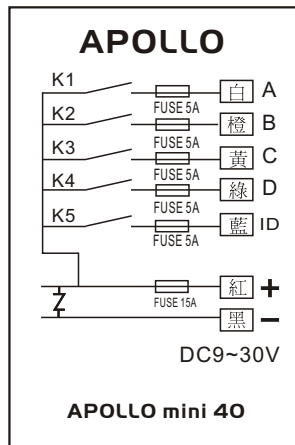 APOLLO
K1 白 A
FUSE 5A
K2 橙 B
FUSE 5A
K3 黃 C
FUSE 5A
K4 綠 D
FUSE 5A
K5 藍 ID
FUSE 5A
紅 +
FUSE 15A
黑 −
DC9~30V
APOLLO mini 40